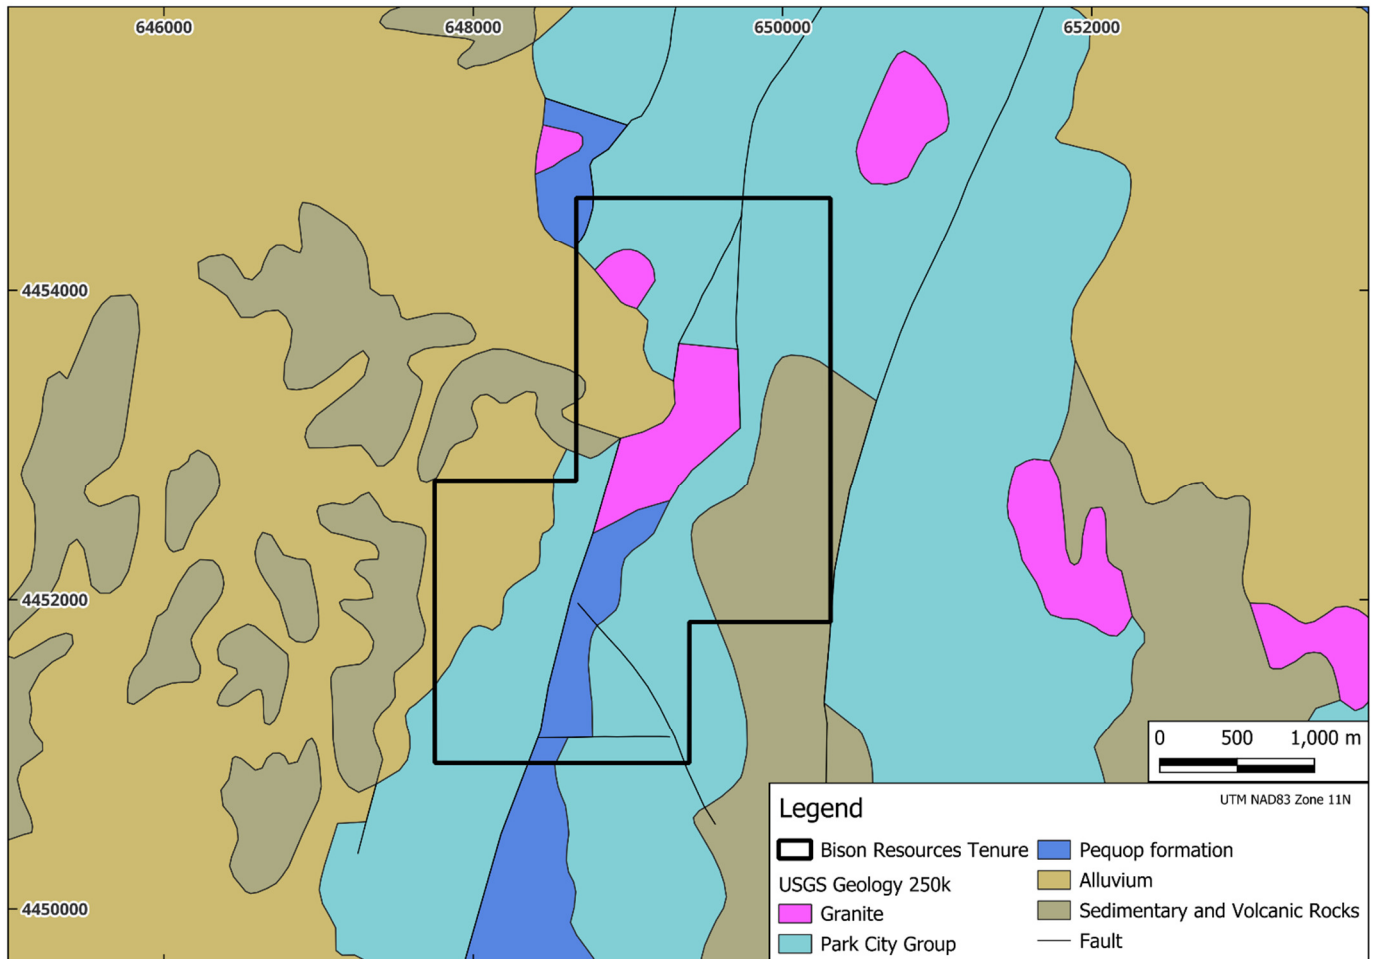 646000
648000
650000
652000
4454000
4452000
4450000
0 500 1,000 m
UTM NAD83 Zone 11N
Legend
Bison Resources Tenure
USGS Geology 250k
Granite
Park City Group
Pequop formation
Alluvium
Sedimentary and Volcanic Rocks
Fault